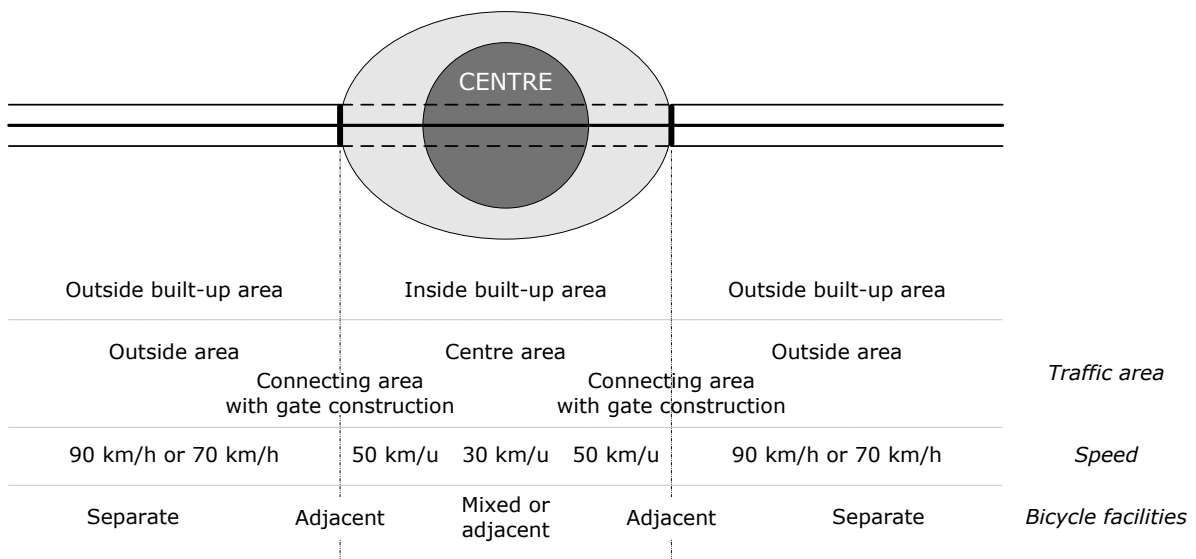 CENTRE
Outside built-up area Inside built-up area Outside built-up area
Outside area Centre area Outside area
Traffic area
Connecting area Connecting area
with gate construction with gate construction
90 km/h or 70 km/h 50 km/u 30 km/u 50 km/u 90 km/h or 70 km/h Speed
Separate Adjacent Mixed or
adjacent Adjacent Separate Bicycle facilities